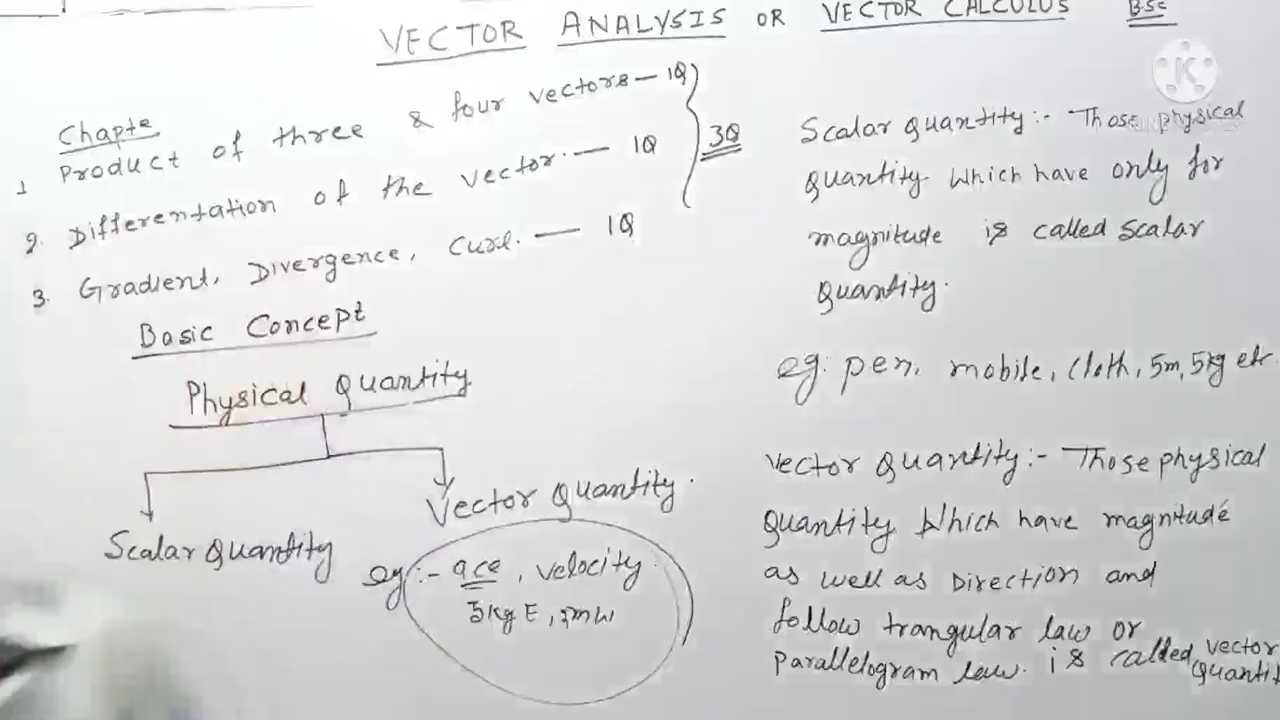 VECTOR ANALYSIS OR VECTOR CALCULUS B.Sc
Chapte
1 Product of three & four vectors — 1Q
2. Differentation of the vector. — 1Q
3Q
3. Gradient, Divergence, Curl. — 1Q
Basic Concept
Physical Quantity
Scalar Quantity
Vector Quantity.
eg:- ace, velocity
5kg E,
Scalar quantity:- Those physical
quantity which have only for
magnitude is called scalar
quantity.
eg: pen, mobile, cloth, 5m, 5kg etc.
Vector Quantity:- Those physical
quantity which have magnitude
as well as Direction and
follow trangular law or
parallelogram law. is called vector
quantit
K